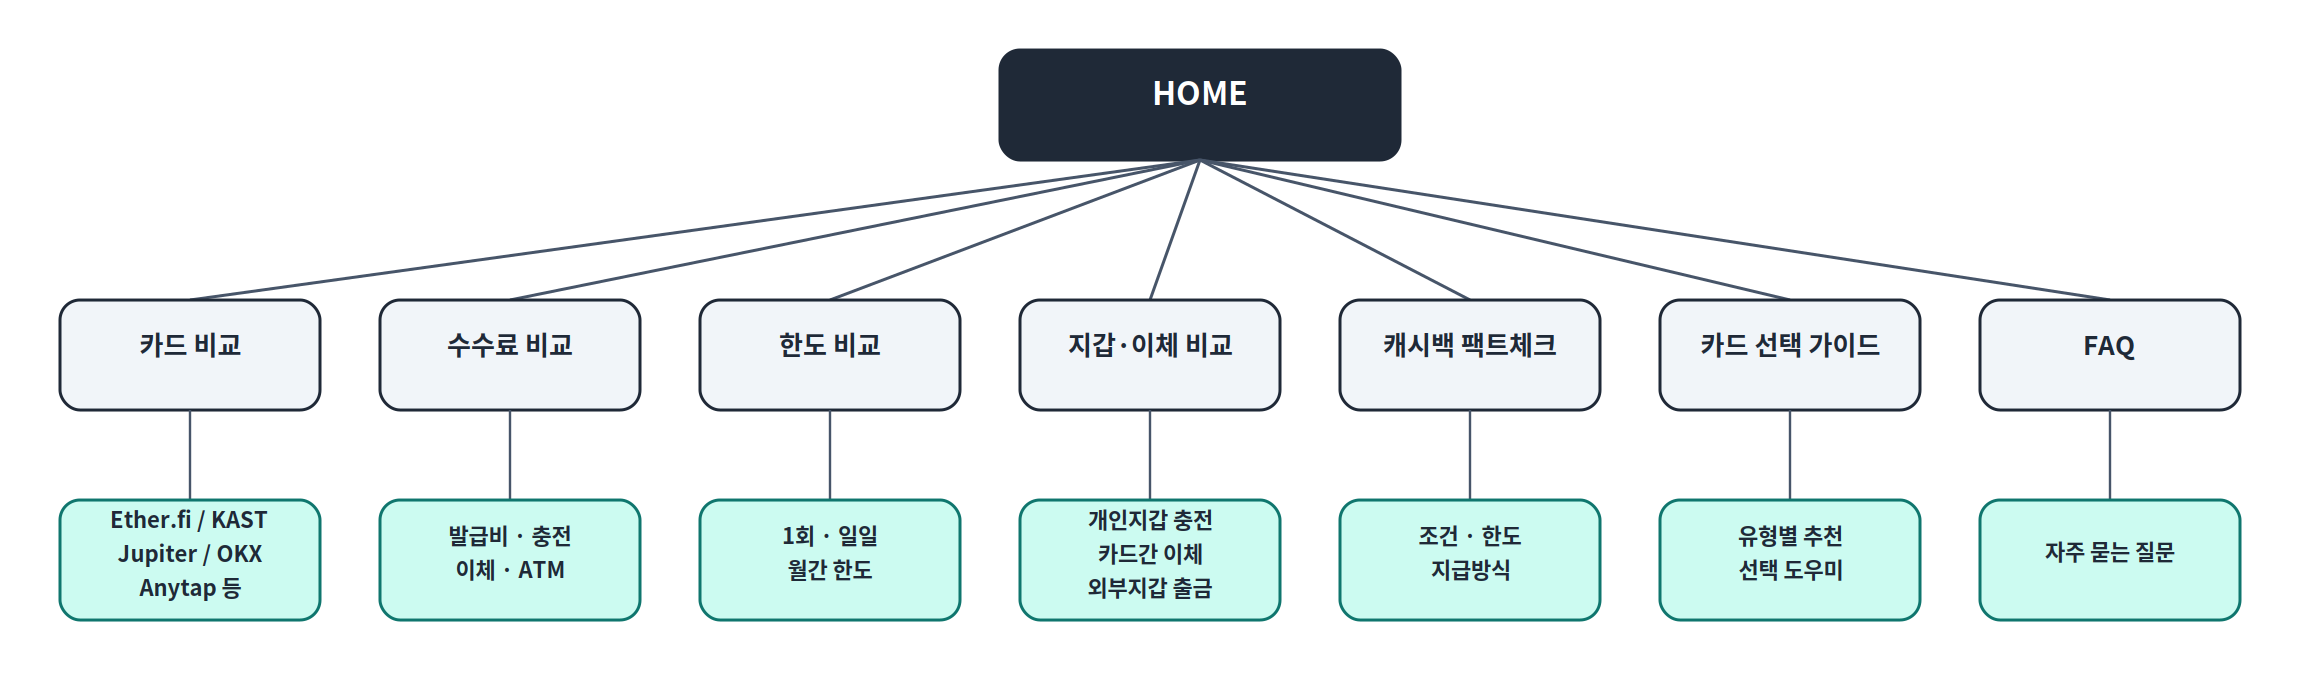 HOME
카드 비교
수수료 비교
한도 비교
지갑·이체 비교
캐시백 팩트체크
카드 선택 가이드
FAQ
Ether.fi / KAST
Jupiter / OKX
Anytap 등
발급비 · 충전
이체 · ATM
1회 · 일일
월간 한도
개인지갑 충전
카드간 이체
외부지갑 출금
조건 · 한도
지급방식
유형별 추천
선택 도우미
자주 묻는 질문